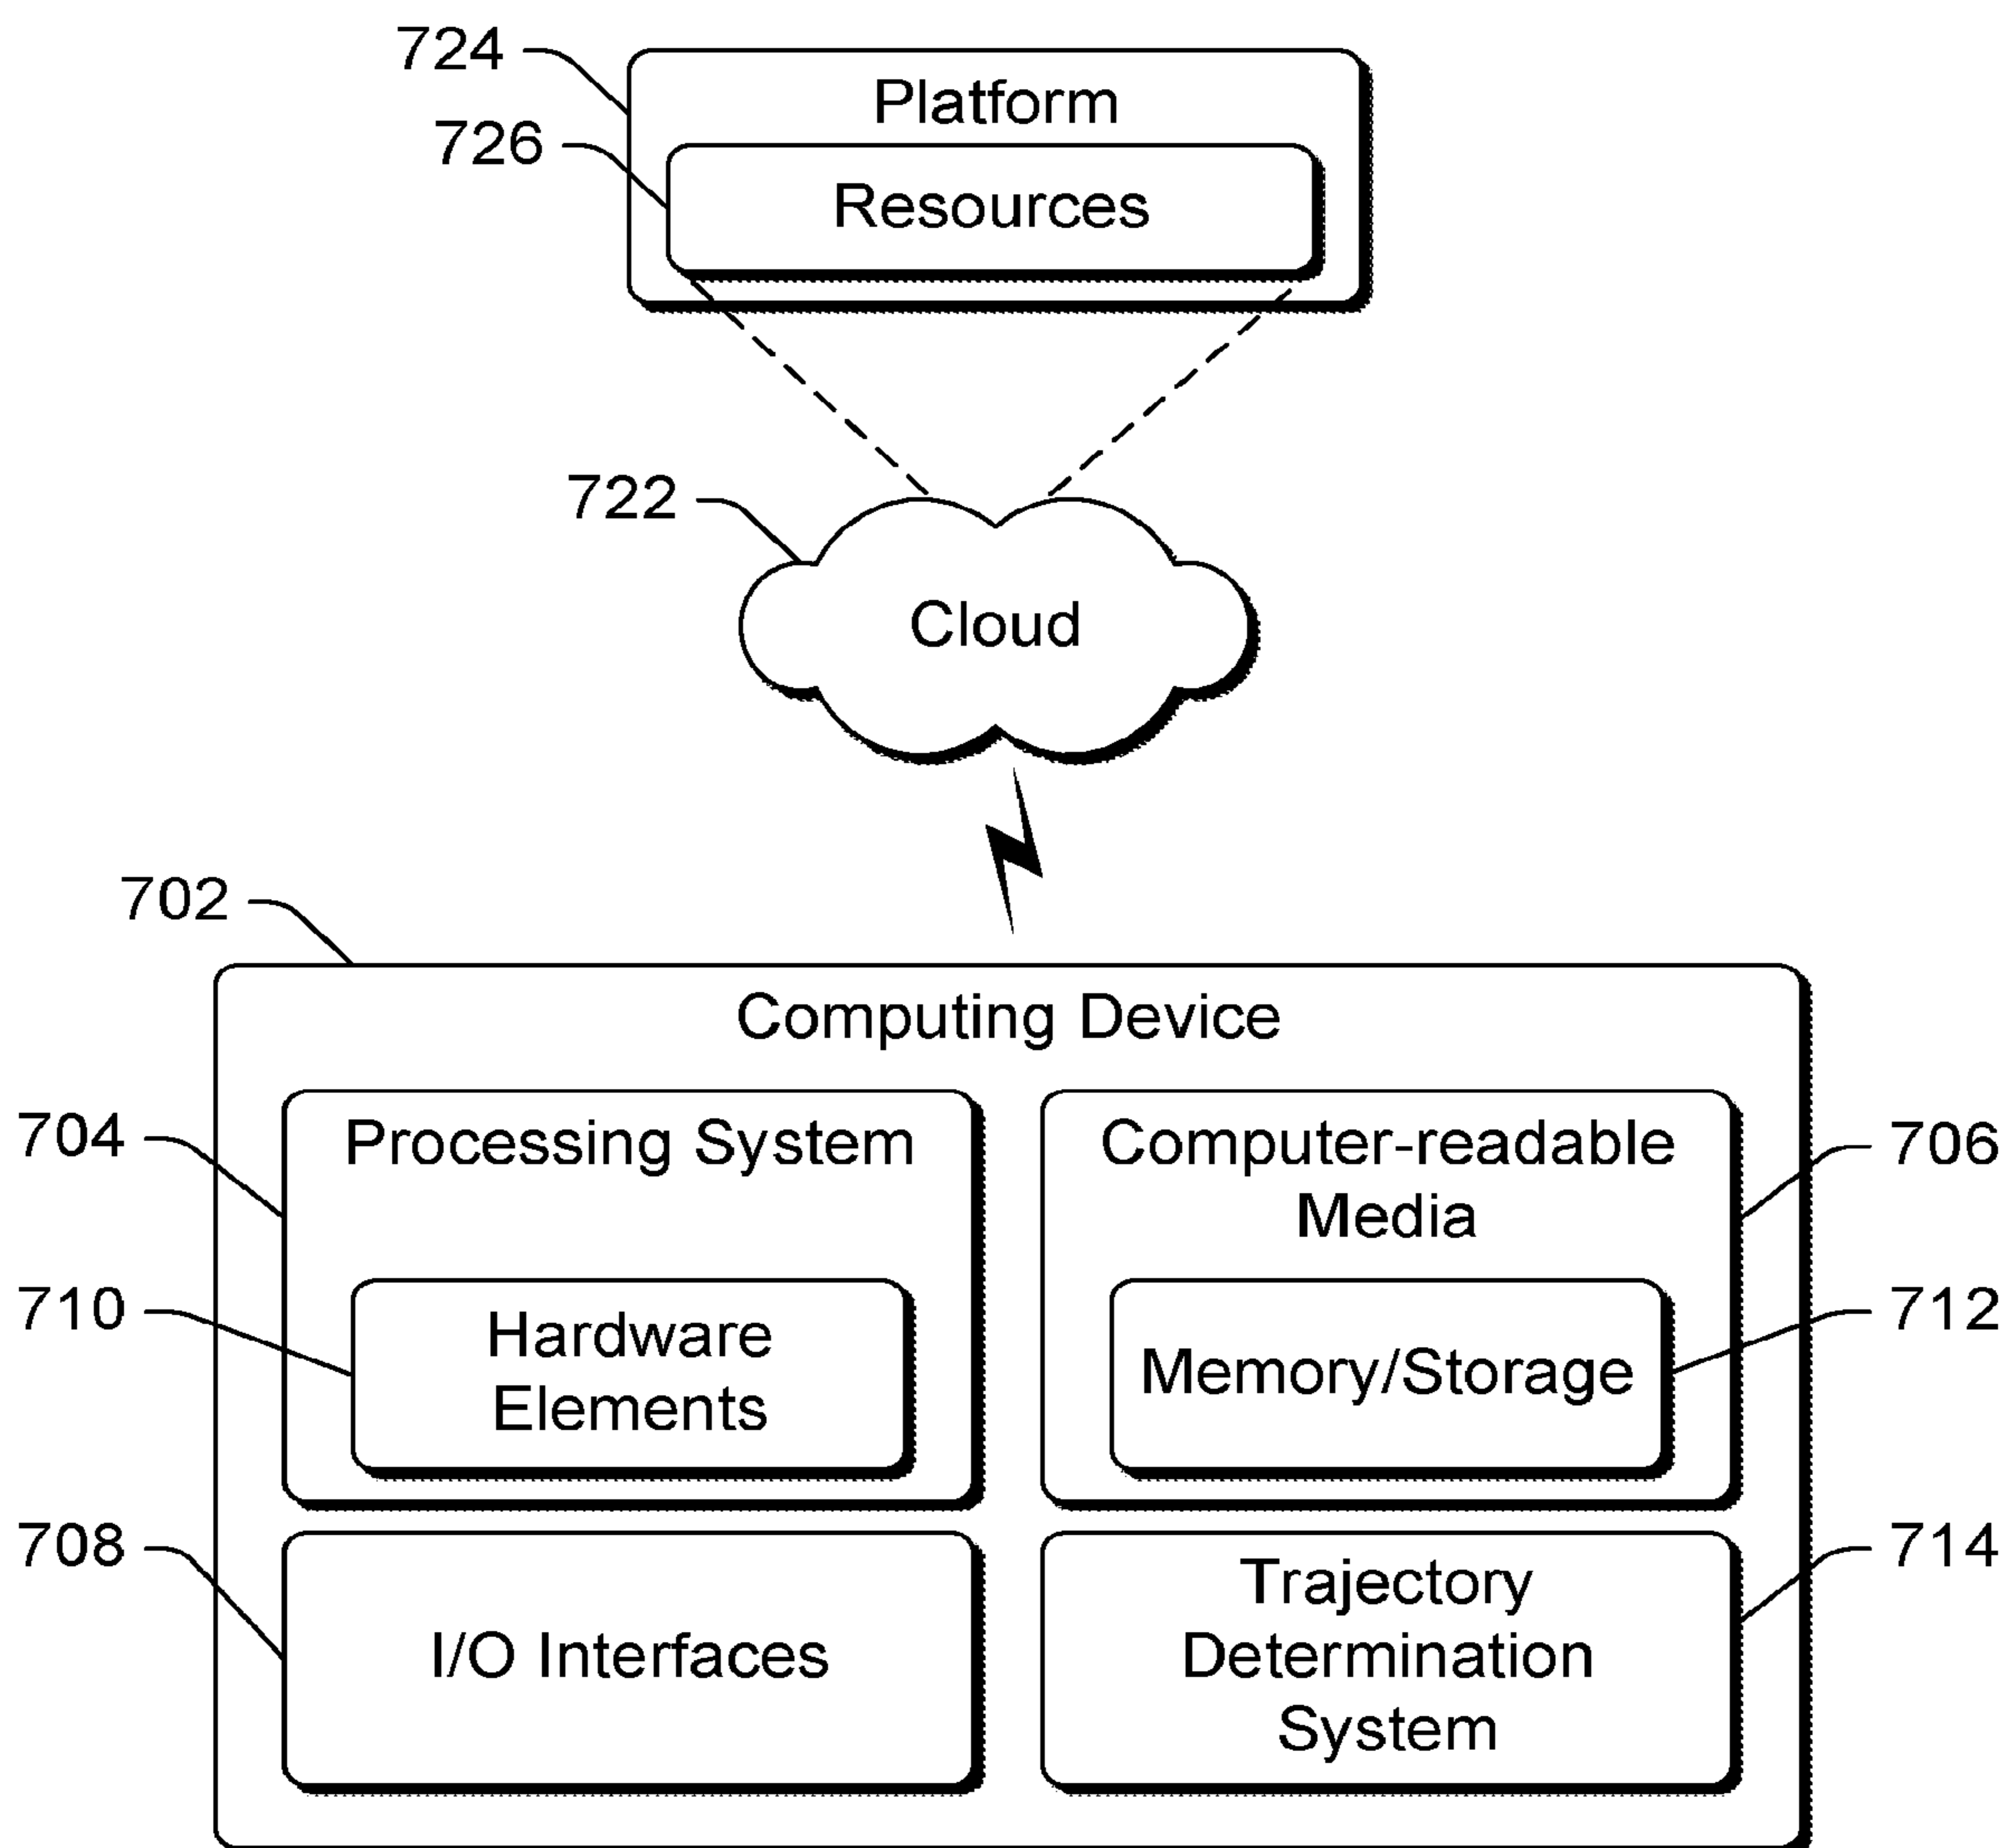 724
Platform
726
Resources
722
Cloud
702
Computing Device
704
Processing System
Computer-readable
Media
706
710
Hardware
Elements
Memory/Storage
712
708
I/O Interfaces
Trajectory
Determination
System
714